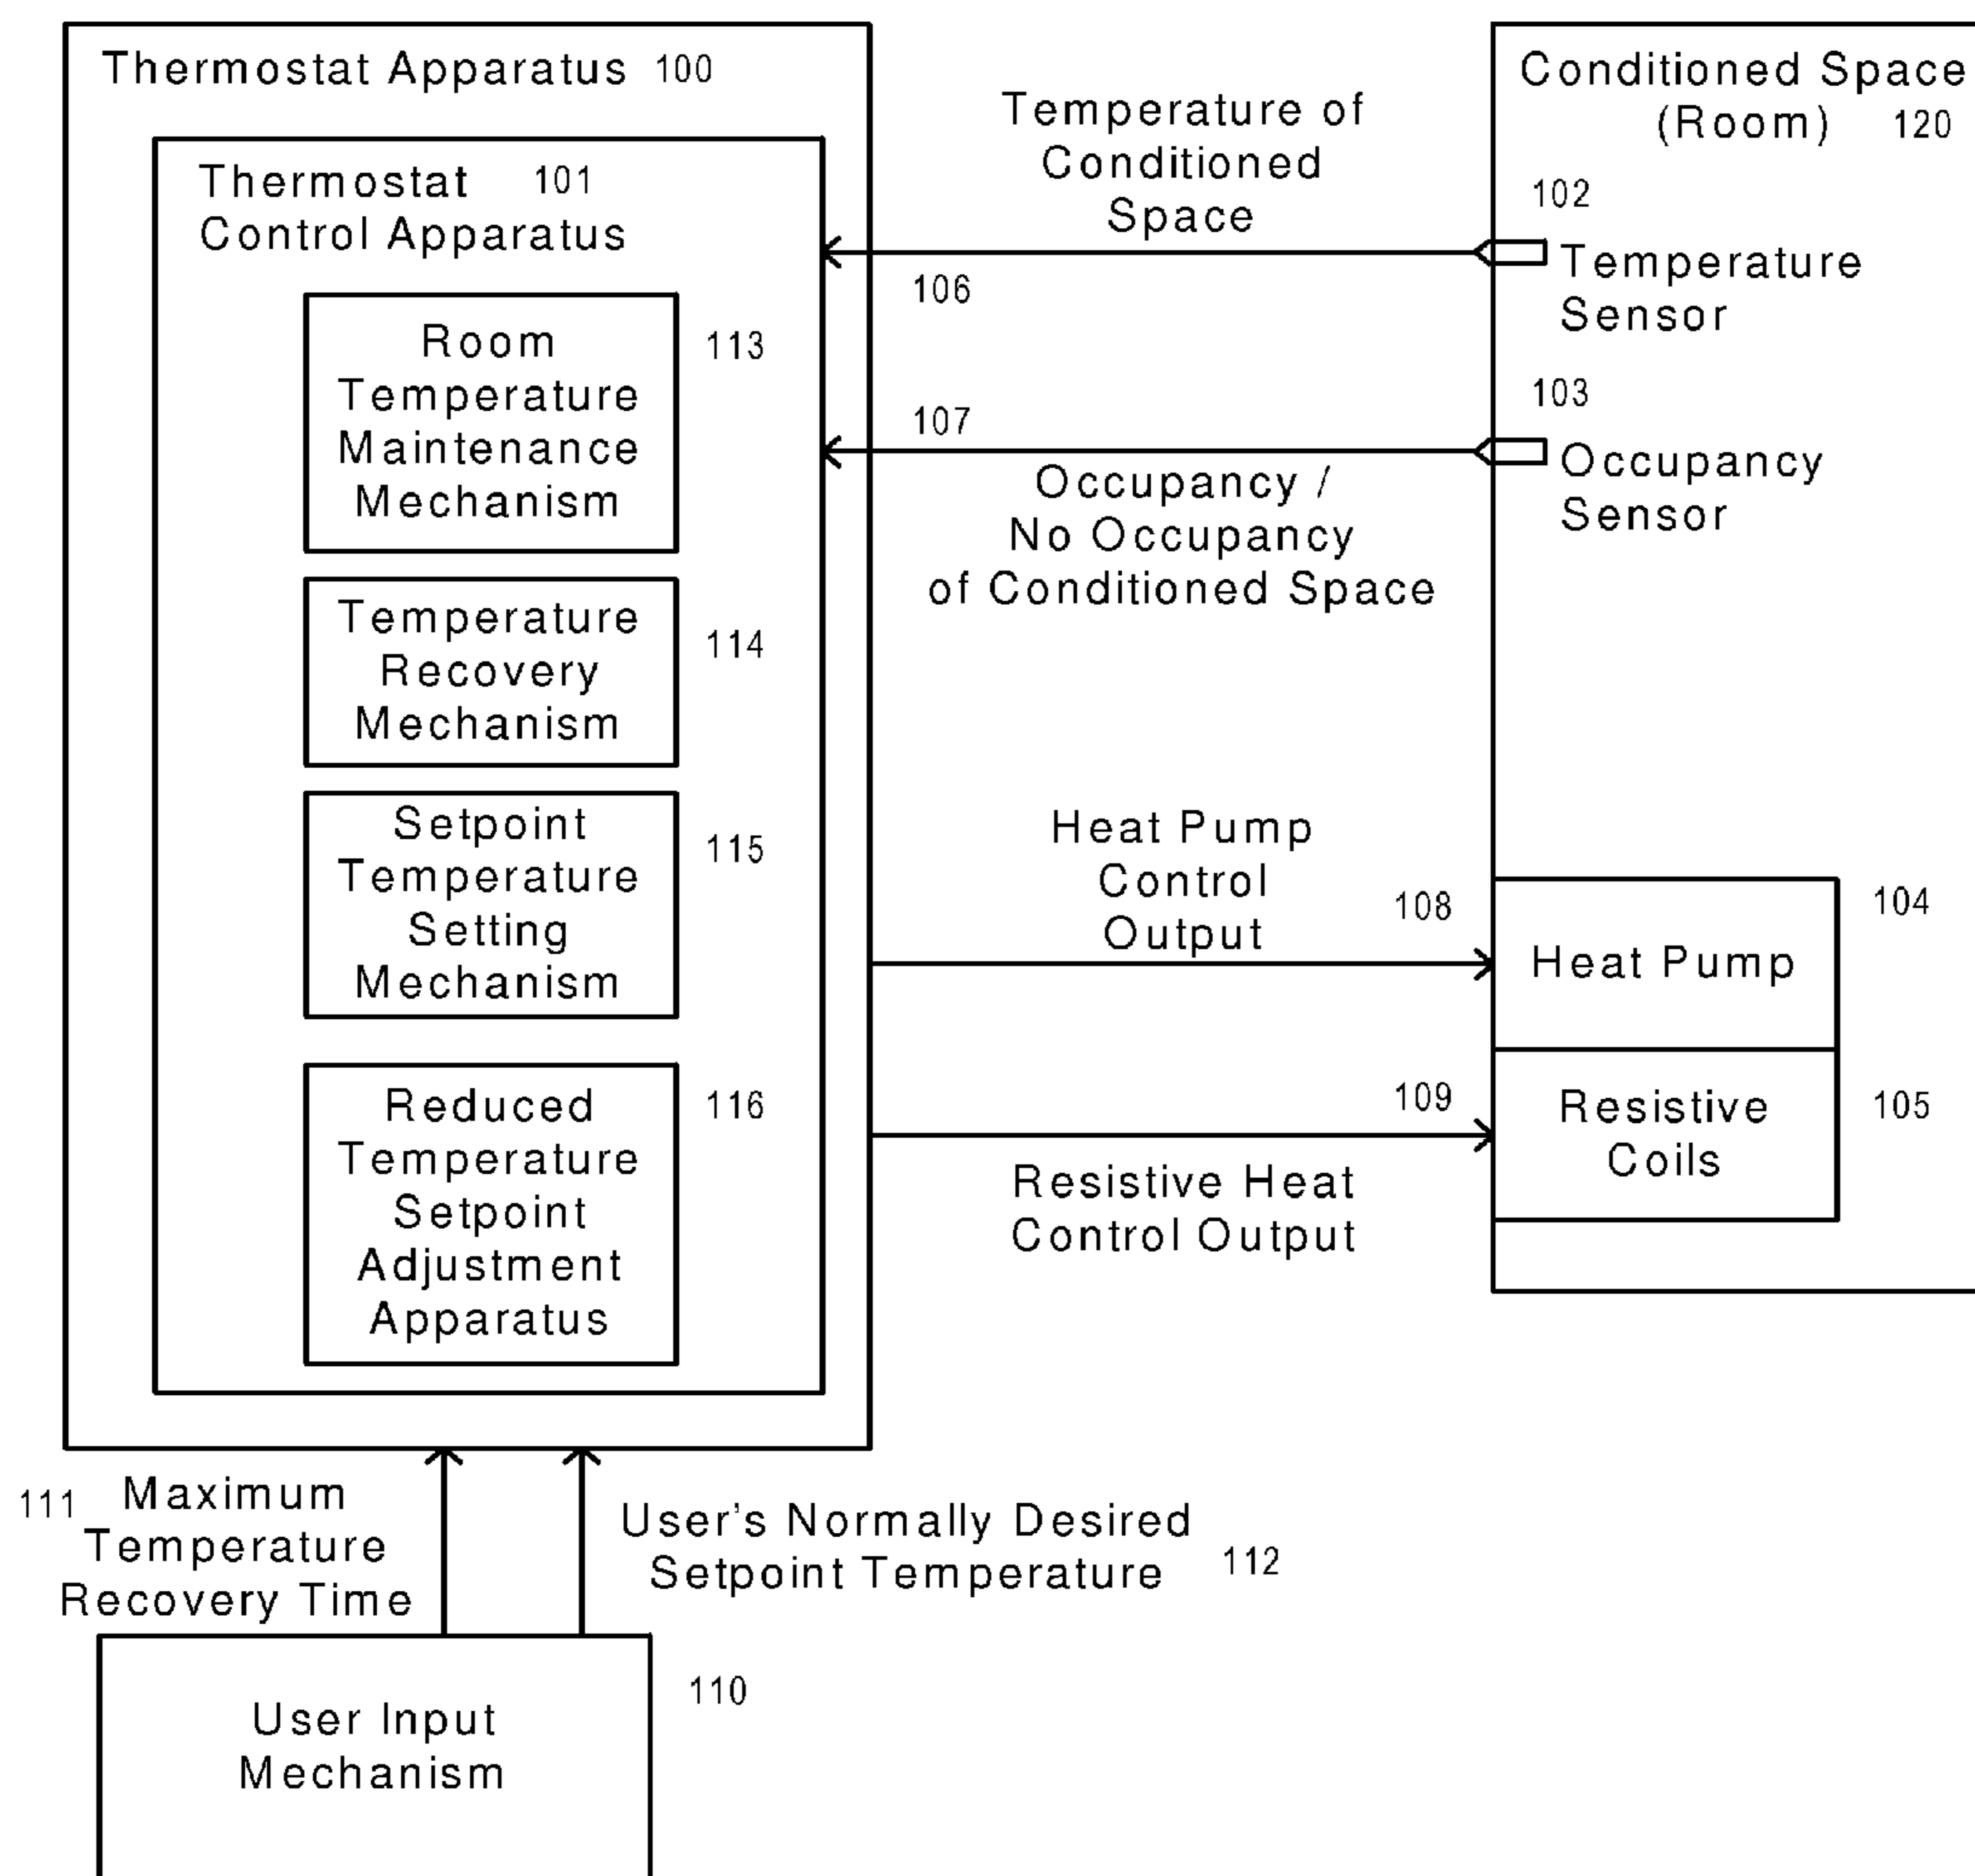 Thermostat Apparatus 100
Thermostat 101
Control Apparatus
Room
Temperature
Maintenance
Mechanism
113
Temperature
Recovery
Mechanism
114
Setpoint
Temperature
Setting
Mechanism
115
Reduced
Temperature
Setpoint
Adjustment
Apparatus
116
Temperature of
Conditioned
Space
106
107
Occupancy /
No Occupancy
of Conditioned Space
Heat Pump
Control
Output
108
109
Resistive Heat
Control Output
Conditioned Space
(Room) 120
102
Temperature
Sensor
103
Occupancy
Sensor
Heat Pump
104
Resistive
Coils
105
111 Maximum
Temperature
Recovery Time
User's Normally Desired
Setpoint Temperature 112
User Input
Mechanism
110